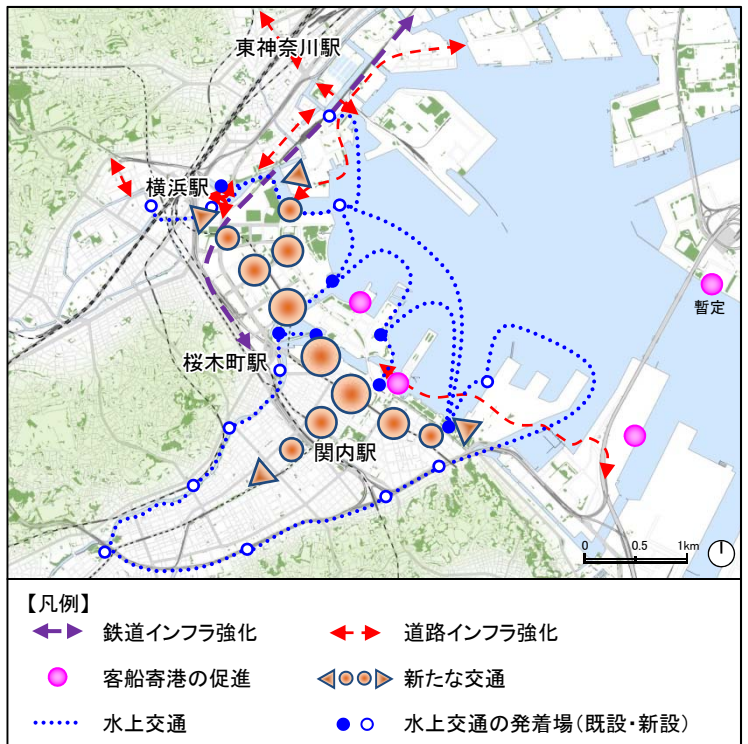 東神奈川駅
横浜駅
暫定
桜木町駅
関内駅
0 0.5 1km
【凡例】
鉄道インフラ強化
道路インフラ強化
客船寄港の促進
新たな交通
水上交通
水上交通の発着場(既設・新設)